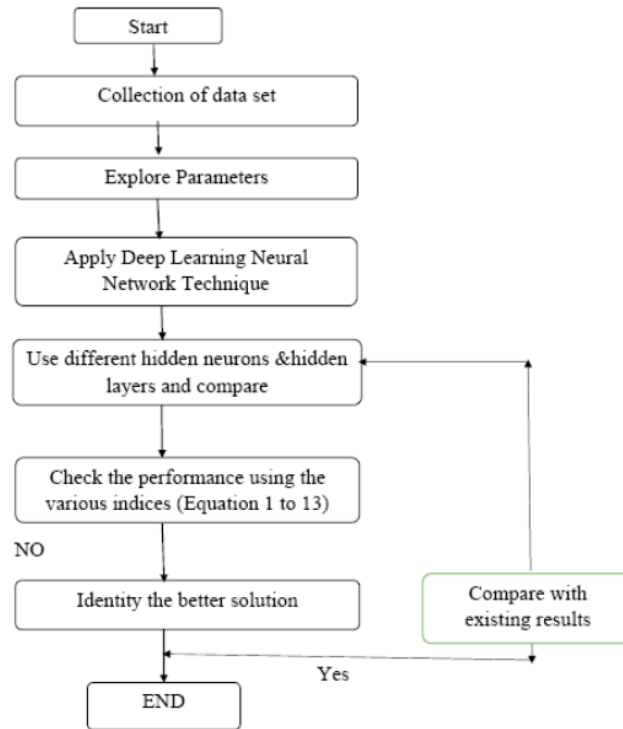 Start
Collection of data set
Explore Parameters
Apply Deep Learning Neural
Network Technique
Use different hidden neurons &hidden
layers and compare
Check the performance using the
various indices (Equation 1 to 13)
NO
Identity the better solution
Compare with
existing results
Yes
END